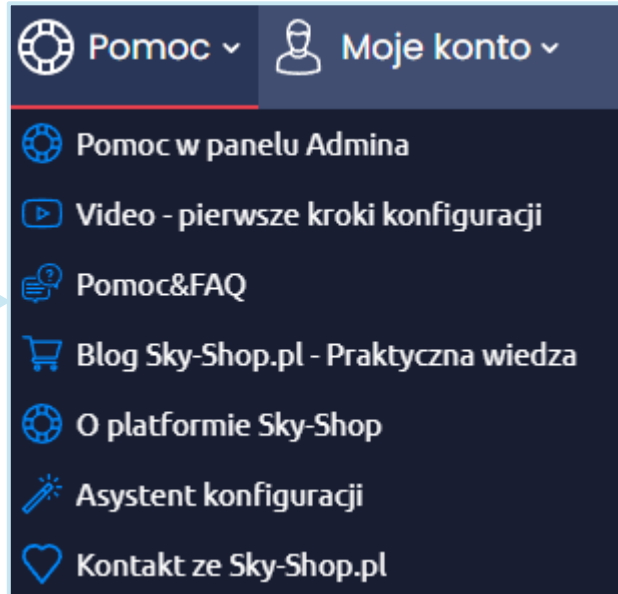 Pomoc Moje konto
Pomoc w panelu Admina
Video - pierwsze kroki konfiguracji
Pomoc&FAQ
Blog Sky-Shop.pl - Praktyczna wiedza
O platformie Sky-Shop
Asystent konfiguracji
Kontakt ze Sky-Shop.pl